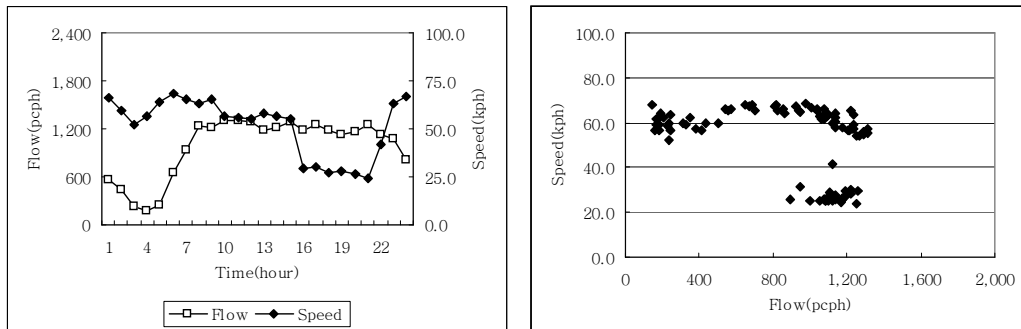 2,400
1,800
1,200
600
0
Flow(pcph)
100.0
75.0
50.0
25.0
0.0
Speed(kph)
1 4 7 10 13 16 19 22
Time(hour)
Flow Speed
100.0
80.0
60.0
40.0
20.0
0.0
Speed(kph)
0 400 800 1,200 1,600 2,000
Flow(pcph)